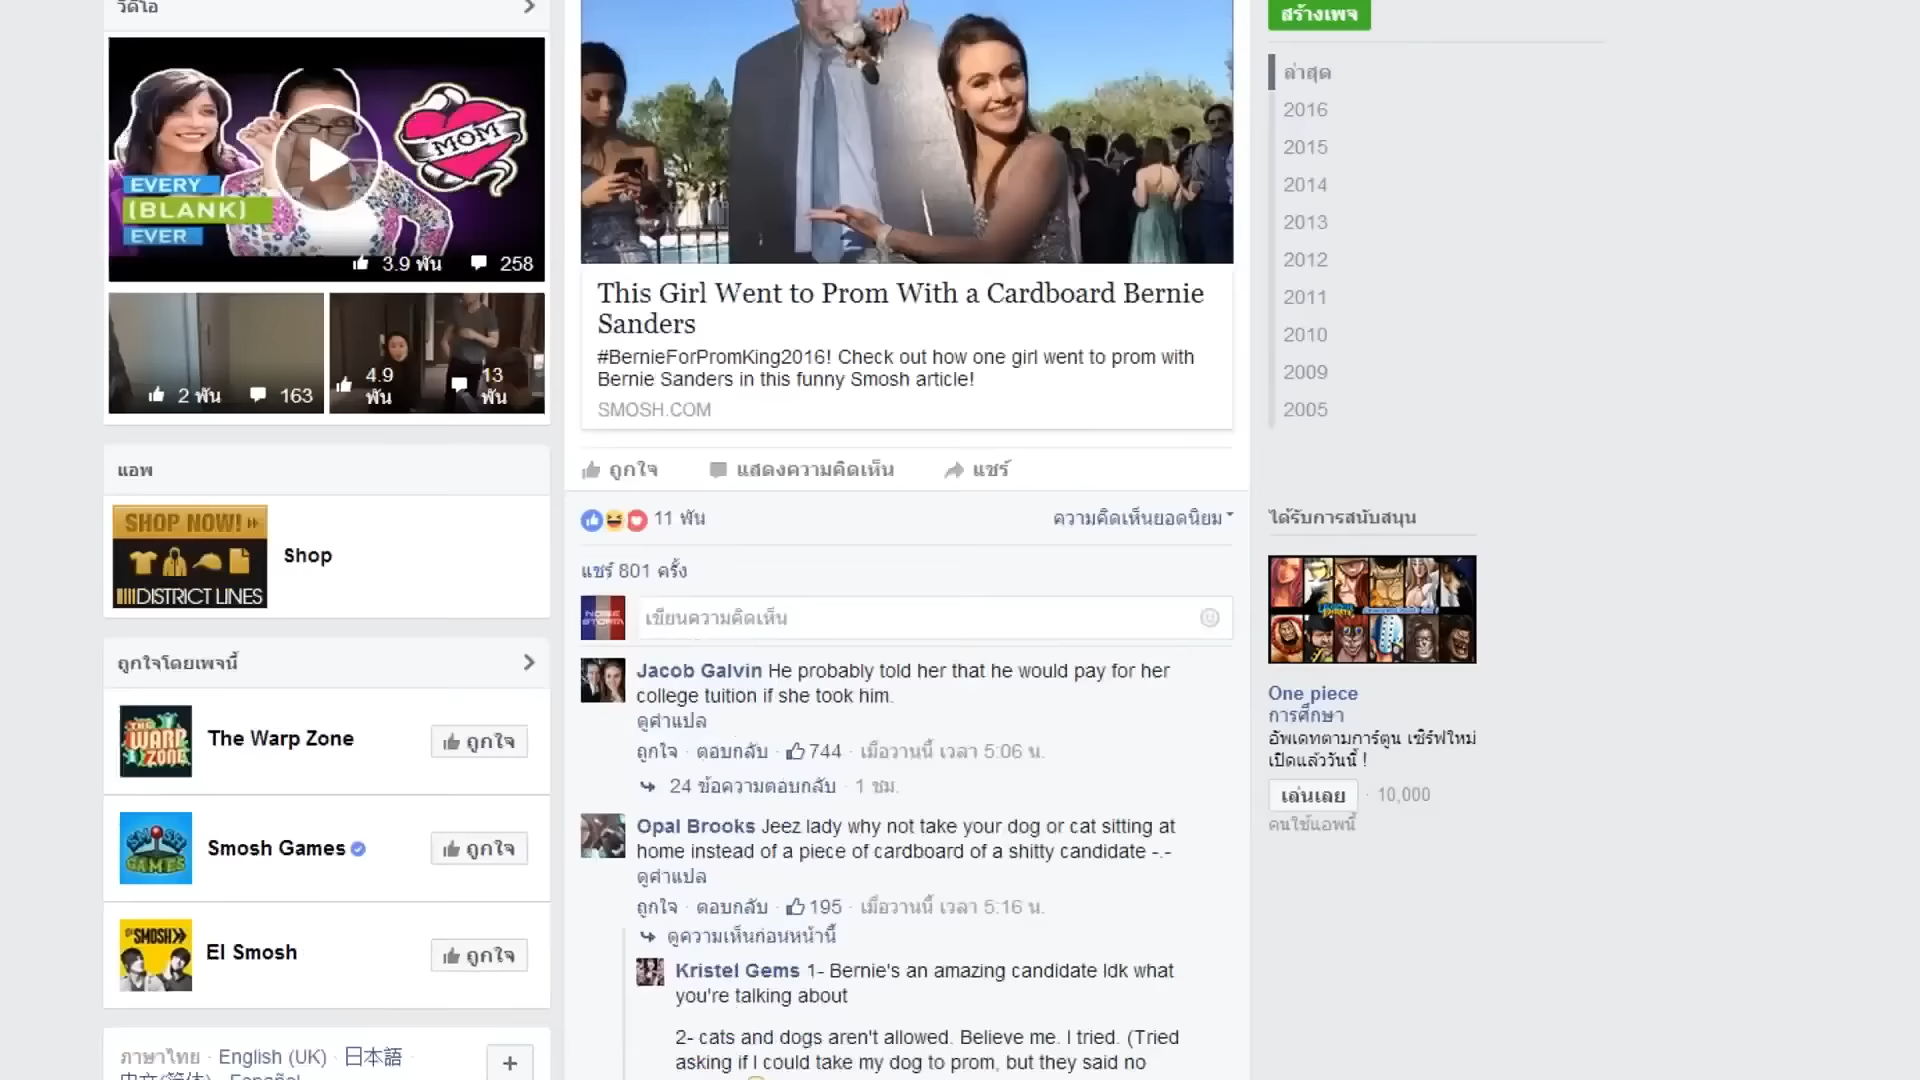 วิดีโอ
MOM
EVERY
(BLANK)
EVER
3.9 พัน 258
2 พัน 163
4.9 พัน
13 พัน
แอพ
SHOP NOW!
DISTRICT LINES
Shop
ถูกใจโดยเพจนี้
THE WARP ZONE
The Warp Zone
ถูกใจ
SMOSH GAMES
Smosh Games
ถูกใจ
EL SMOSH
El Smosh
ถูกใจ
ภาษาไทย · English (UK) · 日本語 ·
中文(简体) · Español
This Girl Went to Prom With a Cardboard Bernie
Sanders
#BernieForPromKing2016! Check out how one girl went to prom with
Bernie Sanders in this funny Smosh article!
SMOSH.COM
ถูกใจ แสดงความคิดเห็น แชร์
11 พัน ความคิดเห็นยอดนิยม
แชร์ 801 ครั้ง
NOISE STORM
เขียนความคิดเห็น
Jacob Galvin He probably told her that he would pay for her
college tuition if she took him.
ดูคำแปล
ถูกใจ · ตอบกลับ · 744 · เมื่อวานนี้ เวลา 5:06 น.
24 ข้อความตอบกลับ · 1 ชม.
Opal Brooks Jeez lady why not take your dog or cat sitting at
home instead of a piece of cardboard of a shitty candidate -.-
ดูคำแปล
ถูกใจ · ตอบกลับ · 195 · เมื่อวานนี้ เวลา 5:16 น.
ดูความเห็นก่อนหน้านี้
Kristel Gems 1- Bernie's an amazing candidate Idk what
you're talking about
2- cats and dogs aren't allowed. Believe me. I tried. (Tried
asking if I could take my dog to prom, but they said no
สร้างเพจ
ล่าสุด
2016
2015
2014
2013
2012
2011
2010
2009
2005
ได้รับการสนับสนุน
One piece
การศึกษา
อัพเดทตามการ์ตูน เซิร์ฟใหม่
เปิดแล้ววันนี้ !
เล่นเลย · 10,000
คนใช้แอพนี้